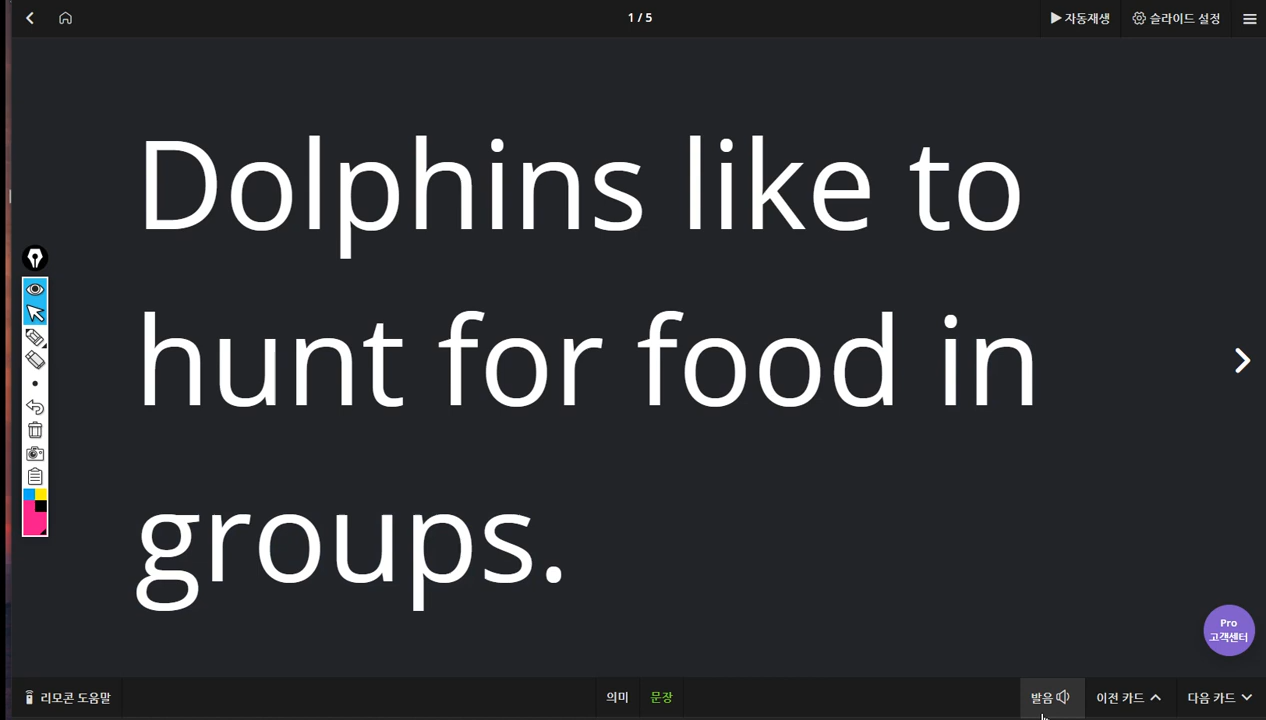 1 / 5
자동재생
슬라이드 설정
Dolphins like to
hunt for food in
groups.
Pro
고객센터
리모콘 도움말
의미
문장
발음
이전 카드
다음 카드